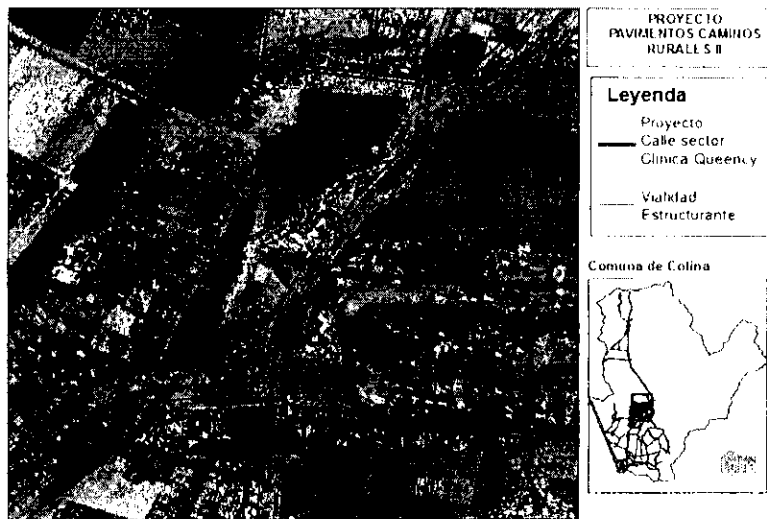 PROYECTO
PAVIMENTOS CAMINOS
RURALES II
Leyenda
Proyecto
Calle sector
Clinica Queency
Vialidad
Estructurante
Comuna de Colina